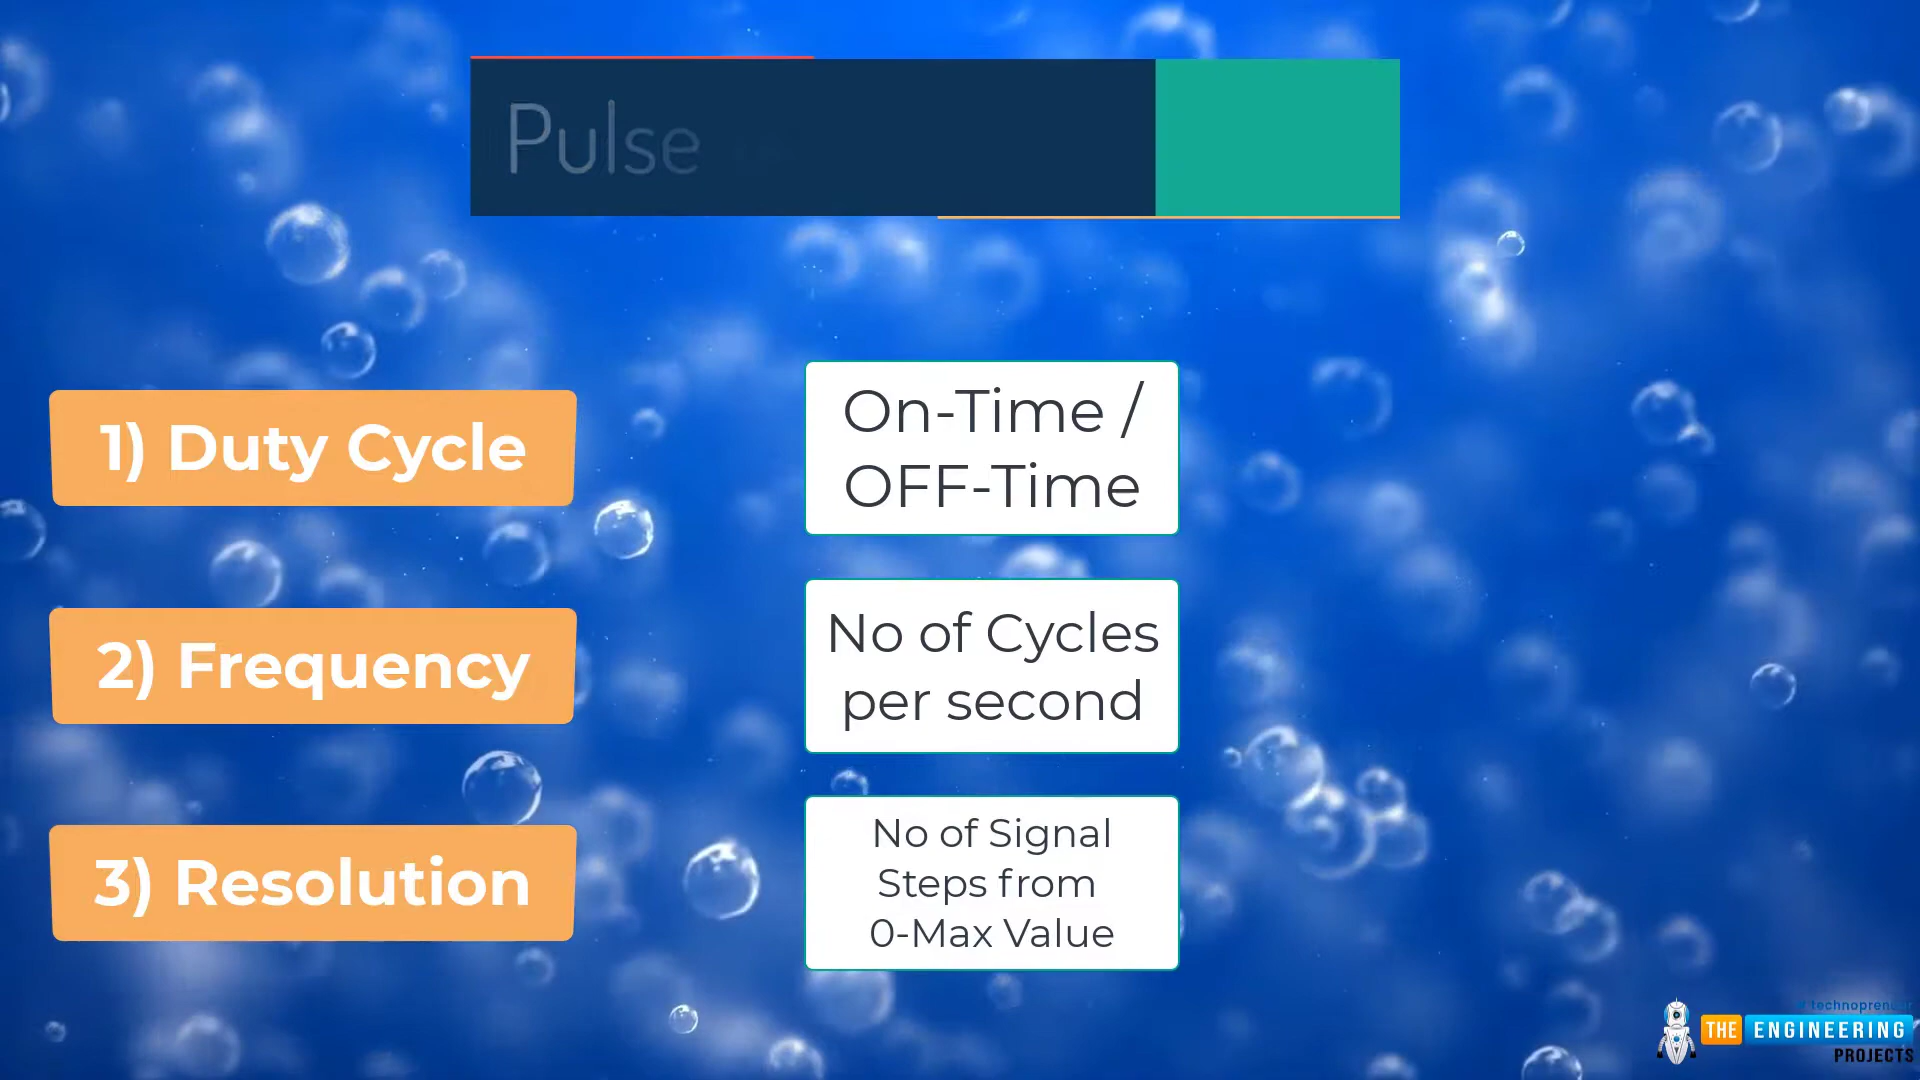 Pulse
1) Duty Cycle
On-Time /
OFF-Time
2) Frequency
No of Cycles
per second
3) Resolution
No of Signal
Steps from
0-Max Value
THE ENGINEERING
PROJECTS